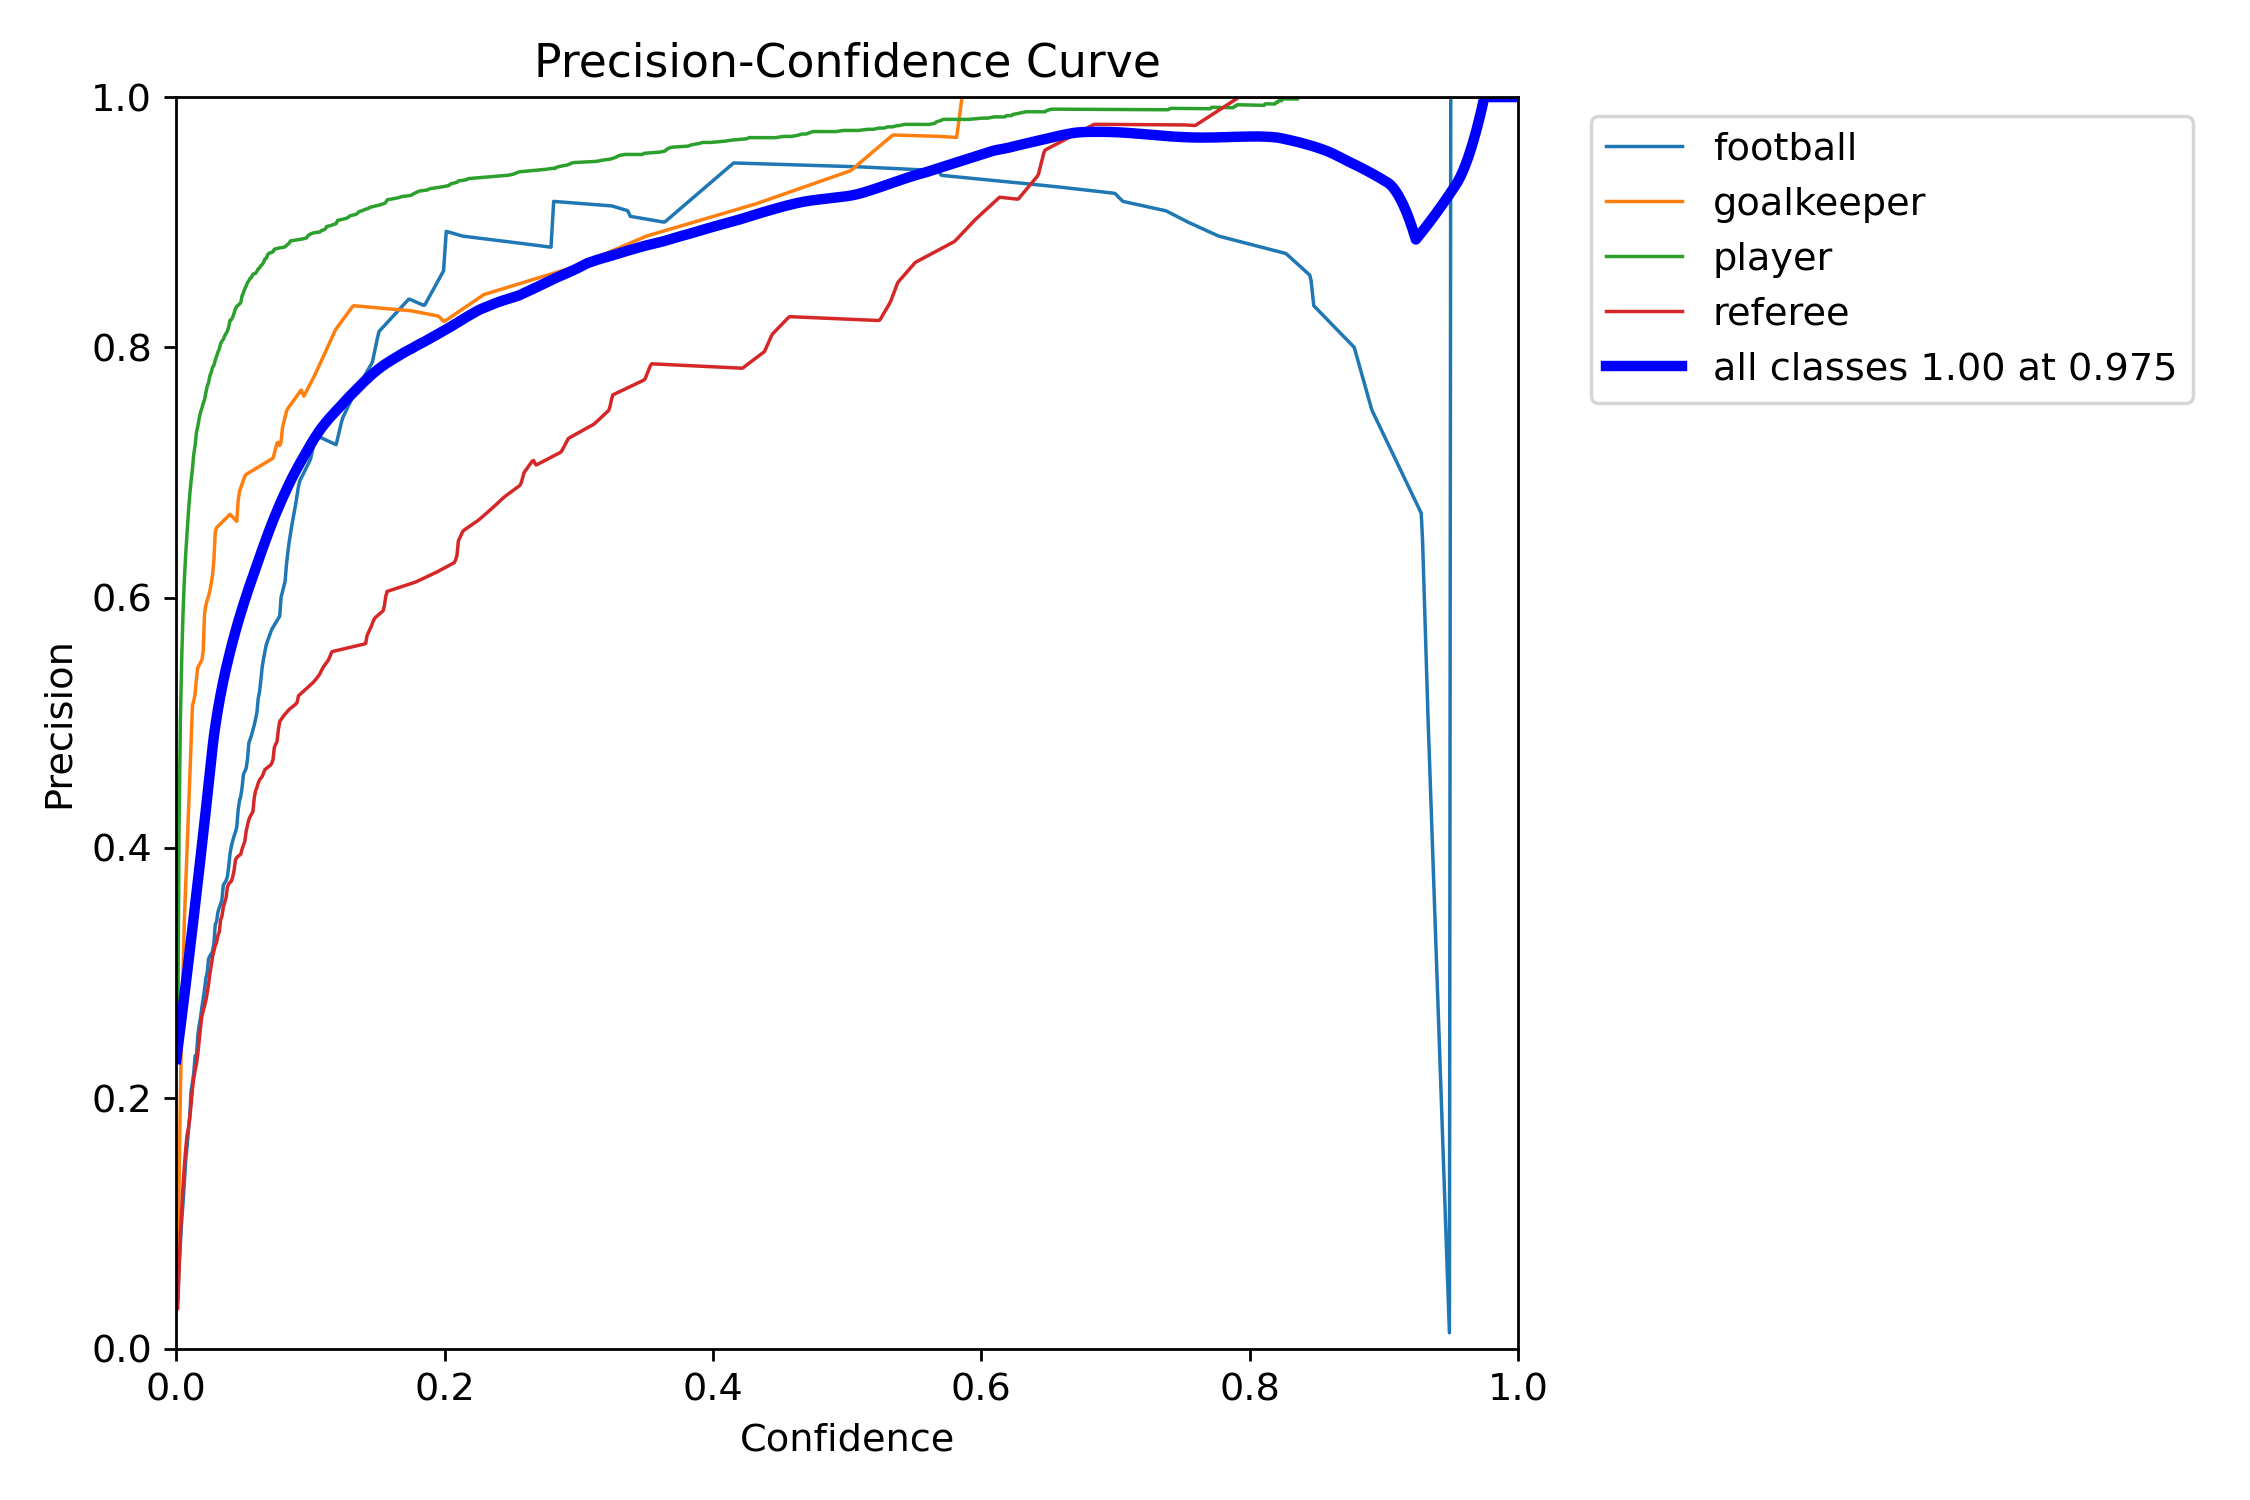 Precision-Confidence Curve
1.0
0.8
0.6
0.4
0.2
0.0
Precision
0.0 0.2 0.4 0.6 0.8 1.0
Confidence
football
goalkeeper
player
referee
all classes 1.00 at 0.975